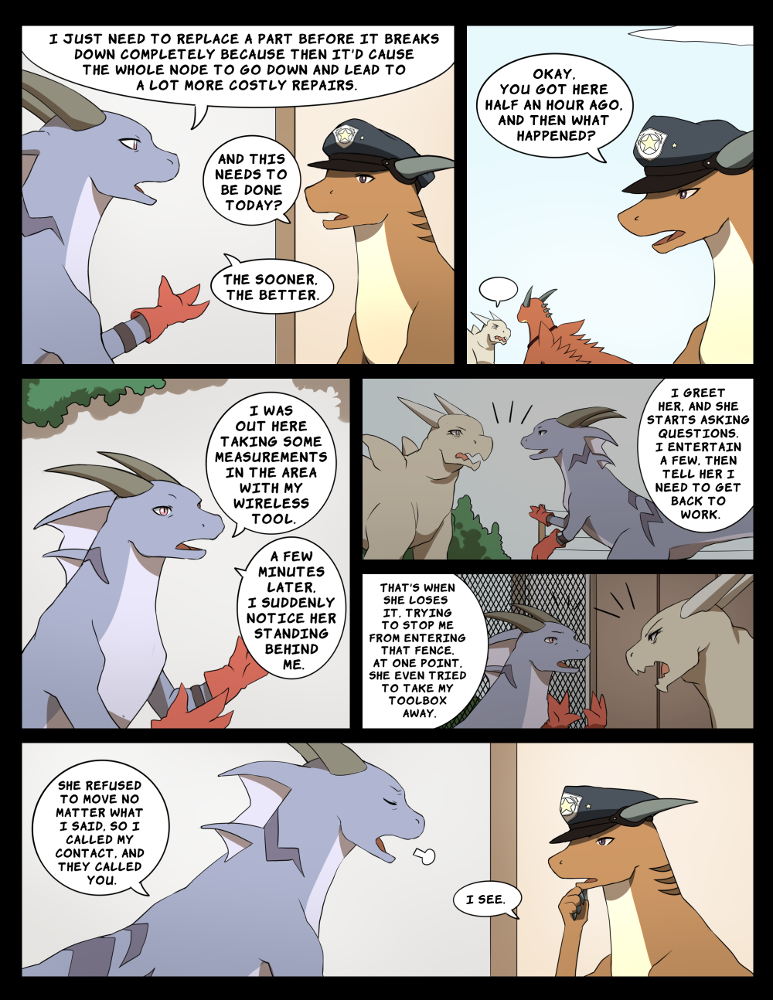 I JUST NEED TO REPLACE A PART BEFORE IT BREAKS
DOWN COMPLETELY BECAUSE THEN IT'D CAUSE
THE WHOLE NODE TO GO DOWN AND LEAD TO
A LOT MORE COSTLY REPAIRS.
AND THIS
NEEDS TO
BE DONE
TODAY?
THE SOONER,
THE BETTER.
OKAY,
YOU GOT HERE
HALF AN HOUR AGO,
AND THEN WHAT
HAPPENED?
I WAS
OUT HERE
TAKING SOME
MEASUREMENTS
IN THE AREA
WITH MY
WIRELESS
TOOL.
A FEW
MINUTES
LATER,
I SUDDENLY
NOTICE HER
STANDING
BEHIND
ME.
I GREET
HER, AND SHE
STARTS ASKING
QUESTIONS.
I ENTERTAIN
A FEW, THEN
TELL HER I
NEED TO GET
BACK TO
WORK.
THAT'S WHEN
SHE LOSES
IT, TRYING
TO STOP ME
FROM ENTERING
THAT FENCE.
AT ONE POINT,
SHE EVEN TRIED
TO TAKE MY
TOOLBOX
AWAY.
SHE REFUSED
TO MOVE NO
MATTER WHAT
I SAID, SO I
CALLED MY
CONTACT, AND
THEY CALLED
YOU.
I SEE.